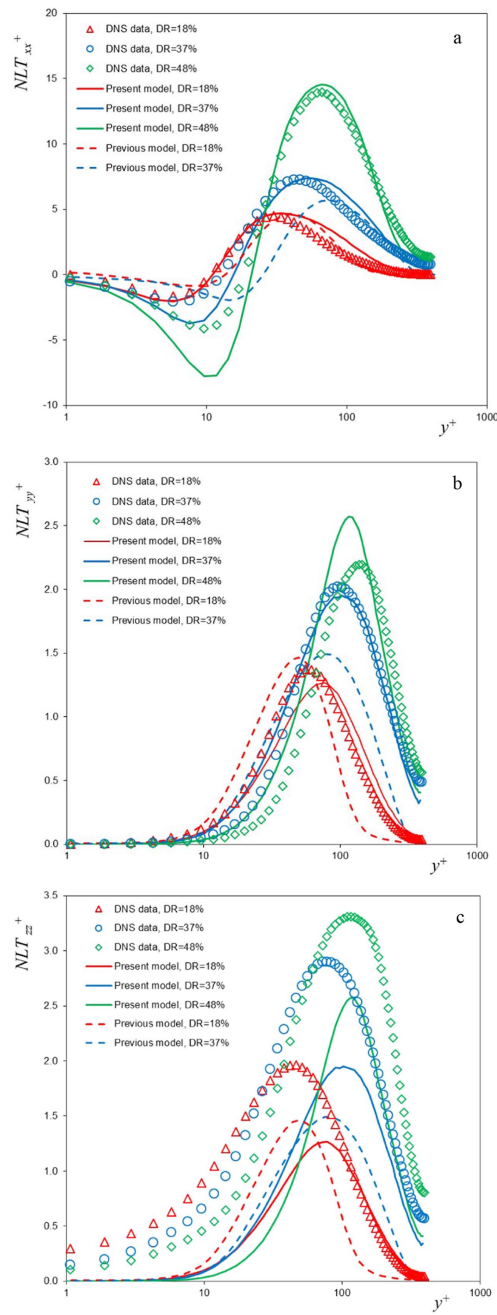 a
NLTxx+
20
15
10
5
0
-5
-10
DNS data, DR=18%
DNS data, DR=37%
DNS data, DR=48%
Present model, DR=18%
Present model, DR=37%
Present model, DR=48%
Previous model, DR=18%
Previous model, DR=37%
1 10 100 1000
y+
b
NLTyy+
3.0
2.5
2.0
1.5
1.0
0.5
0.0
DNS data, DR=18%
DNS data, DR=37%
DNS data, DR=48%
Present model, DR=18%
Present model, DR=37%
Present model, DR=48%
Previous model, DR=18%
Previous model, DR=37%
1 10 100 1000
y+
c
NLTzz+
3.5
3.0
2.5
2.0
1.5
1.0
0.5
0.0
DNS data, DR=18%
DNS data, DR=37%
DNS data, DR=48%
Present model, DR=18%
Present model, DR=37%
Present model, DR=48%
Previous model, DR=18%
Previous model, DR=37%
1 10 100 1000
y+